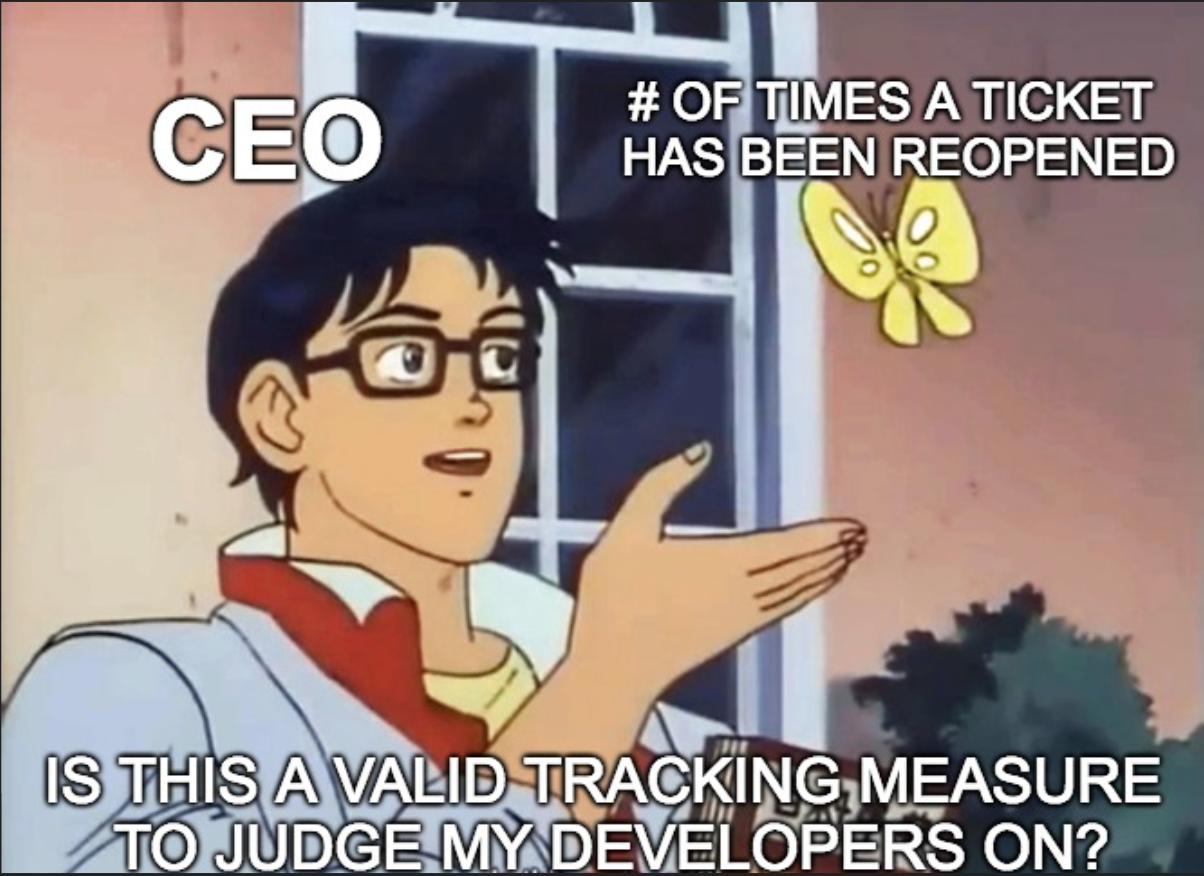 CEO
# OF TIMES A TICKET
HAS BEEN REOPENED
IS THIS A VALID TRACKING MEASURE
TO JUDGE MY DEVELOPERS ON?